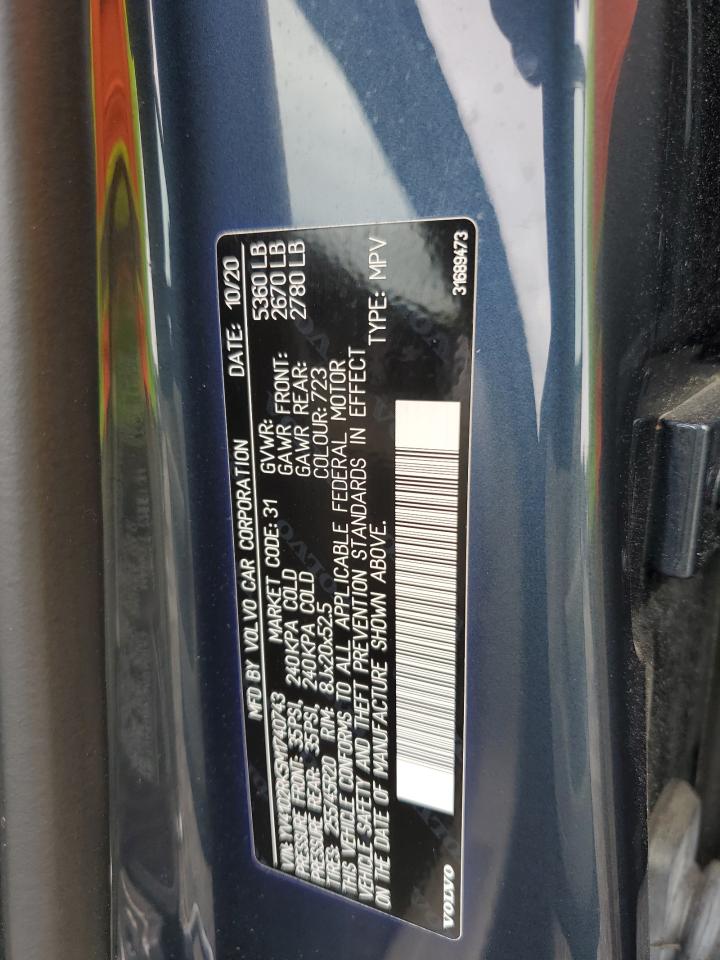 MFD BY VOLVO CAR CORPORATION DATE: 10/20
VIN: MARKET CODE: 31 GVWR: 5360 LB
PRESSURE FRONT: 35PSI, 240KPA COLD GAWR FRONT: 2670 LB
PRESSURE REAR: 35PSI, 240KPA COLD GAWR REAR: 2780 LB
TIRES: 255/45R20 RIM: 8Jx20x52.5 COLOUR: 723
THIS VEHICLE CONFORMS TO ALL APPLICABLE FEDERAL MOTOR
VEHICLE SAFETY AND THEFT PREVENTION STANDARDS IN EFFECT
ON THE DATE OF MANUFACTURE SHOWN ABOVE. TYPE: MPV
VOLVO 31689473